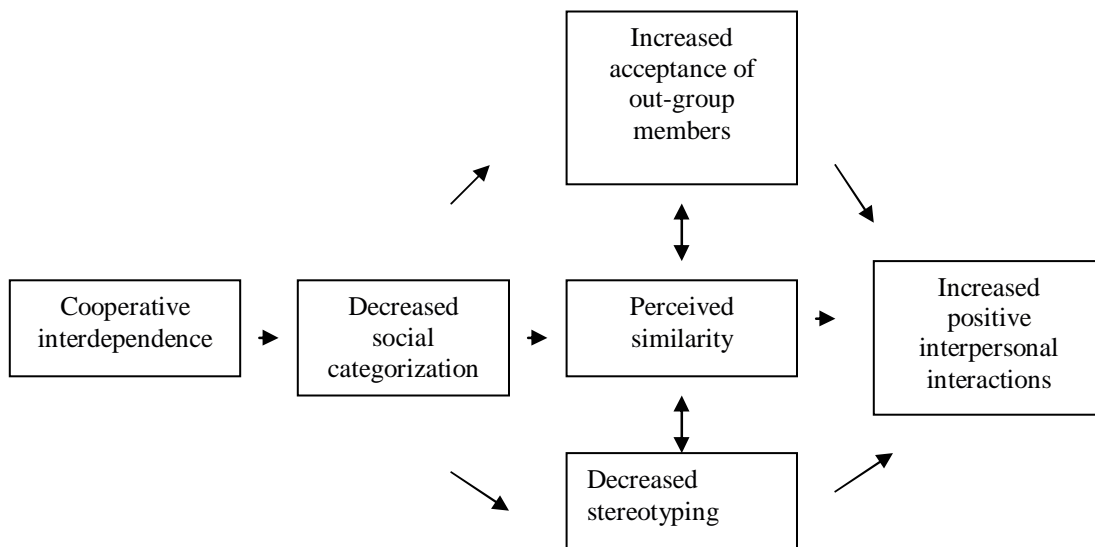 Increased
acceptance of
out-group
members
Cooperative
interdependence
Decreased
social
categorization
Perceived
similarity
Increased
positive
interpersonal
interactions
Decreased
stereotyping